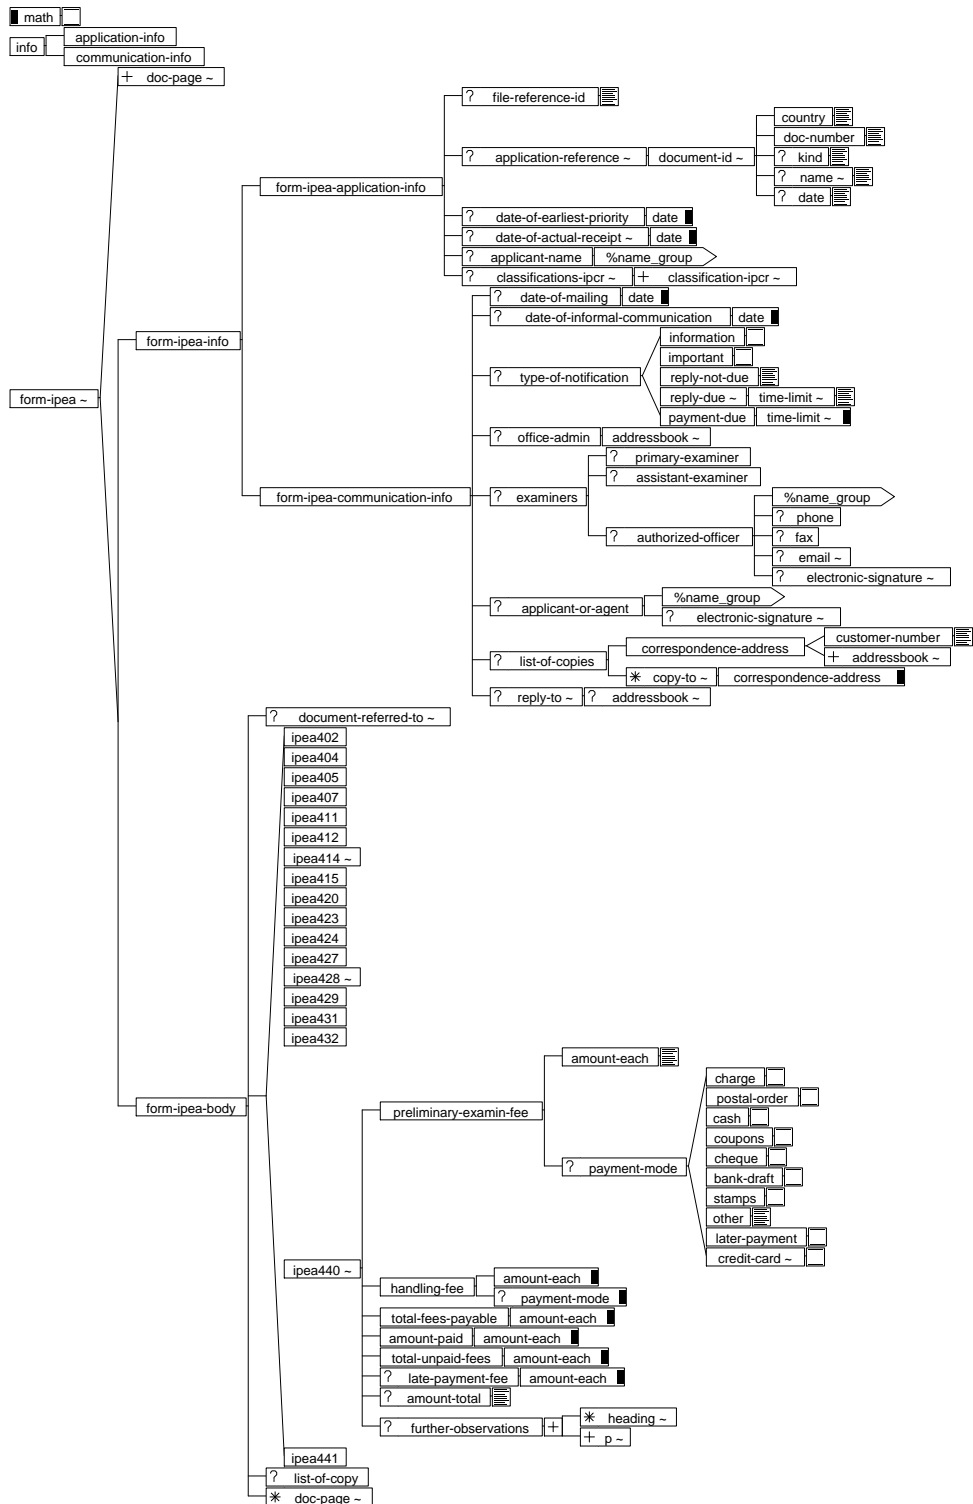 math
application-info
info
communication-info
+ doc-page ~
? file-reference-id
country
doc-number
? application-reference ~ document-id ~ ? kind
? name ~
form-ipea-application-info
? date
? date-of-earliest-priority date
? date-of-actual-receipt ~ date
? applicant-name %name_group
? classifications-ipcr ~ + classification-ipcr ~
? date-of-mailing date
? date-of-informal-communication date
form-ipea-info
information
important
? type-of-notification reply-not-due
form-ipea ~
reply-due ~ time-limit ~
payment-due time-limit ~
? office-admin addressbook ~
? primary-examiner
? assistant-examiner
form-ipea-communication-info ? examiners %name_group
? phone
? authorized-officer ? fax
? email ~
? electronic-signature ~
%name_group
? applicant-or-agent
? electronic-signature ~
customer-number
correspondence-address
? list-of-copies + addressbook ~
* copy-to ~ correspondence-address
? reply-to ~ ? addressbook ~
? document-referred-to ~
ipea402
ipea404
ipea405
ipea407
ipea411
ipea412
ipea414 ~
ipea415
ipea420
ipea423
ipea424
ipea427
ipea428 ~
ipea429
ipea431
ipea432
amount-each
charge
postal-order
form-ipea-body preliminary-examin-fee cash
coupons
cheque
? payment-mode
bank-draft
stamps
other
later-payment
credit-card ~
ipea440 ~
amount-each
handling-fee
? payment-mode
total-fees-payable amount-each
amount-paid amount-each
total-unpaid-fees amount-each
? late-payment-fee amount-each
? amount-total
* heading ~
? further-observations +
+ p ~
ipea441
? list-of-copy
* doc-page ~